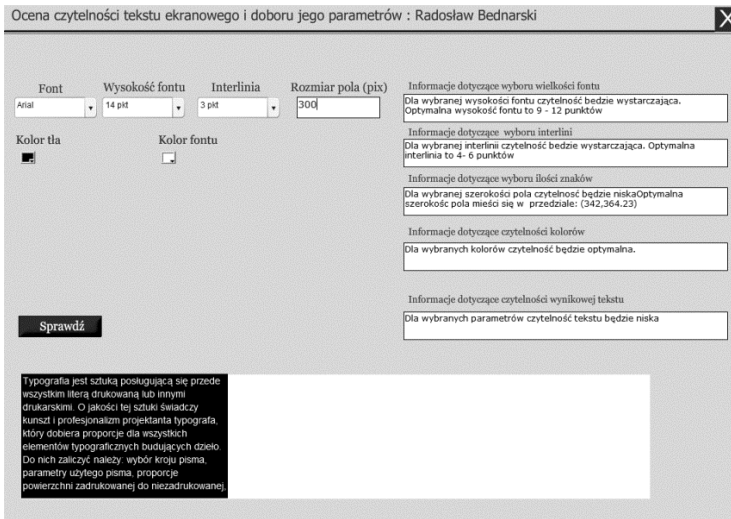 Ocena czytelności tekstu ekranowego i doboru jego parametrów : Radosław Bednarski
X
Font
Wysokość fontu
Interlinia
Rozmiar pola (pix)
Arial
14 pkt
3 pkt
300
Kolor tła
Kolor fontu
Informacje dotyczące wyboru wielkości fontu
Dla wybranej wysokości fontu czytelność bedzie wystarczająca.
Optymalna wysokość fontu to 9 - 12 punktów
Informacje dotyczące wyboru interlini
Dla wybranej interlinii czytelność bedzie wystarczająca. Optymalna
interlinia to 4- 6 punktów
Informacje dotyczące wyboru ilości znaków
Dla wybranej szerokości pola czytelność będzie niskaOptymalna
szerokośc pola mieści się w przedziale: (342,364.23)
Informacje dotyczące czytelności kolorów
Dla wybranych kolorów czytelność będzie optymalna.
Informacje dotyczące czytelności wynikowej tekstu
Dla wybranych parametrów czytelność tekstu będzie niska
Sprawdź
Typografia jest sztuką posługującą się przede
wszystkim literą drukowaną lub innymi
drukarskimi. O jakości tej sztuki świadczy
kunszt i profesjonalizm projektanta typografa,
który dobiera proporcje dla wszystkich
elementów typograficznych budujących dzieło.
Do nich zaliczyć należy: wybór kroju pisma,
parametry użytego pisma, proporcje
powierzchni zadrukowanej do niezadrukowanej,